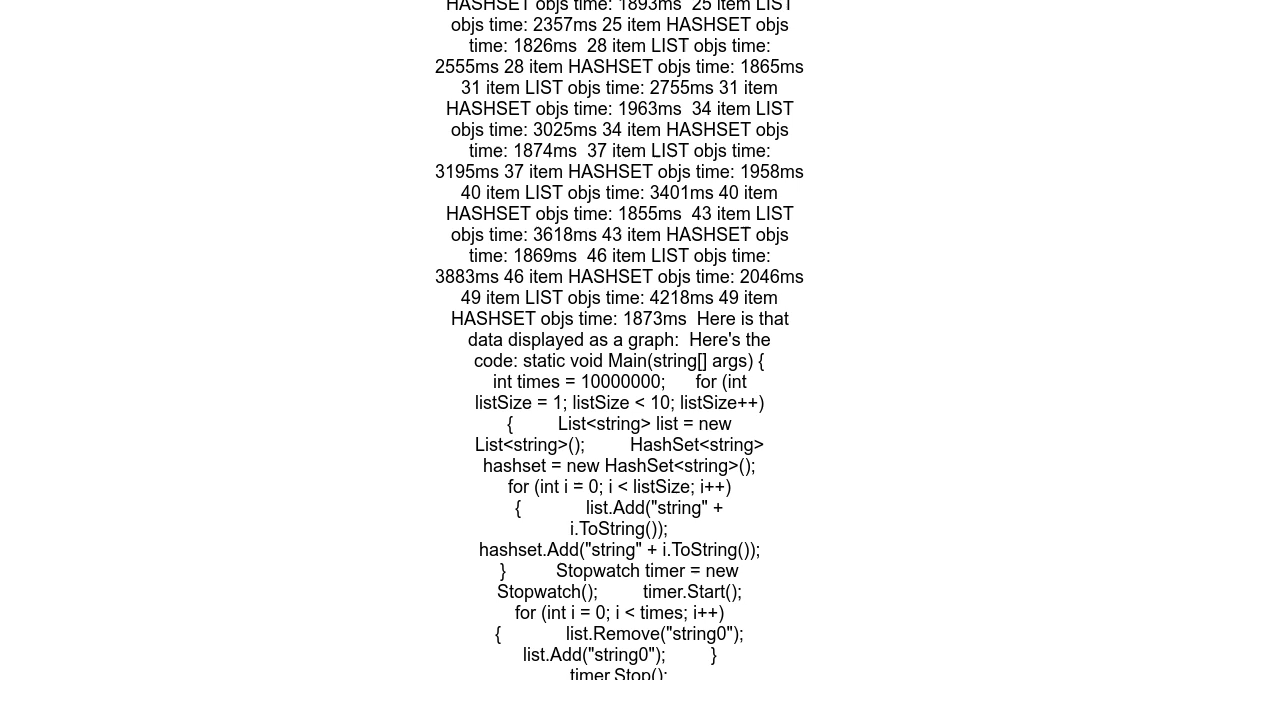 HASHSET objs time: 1893ms  25 item LIST
objs time: 2357ms 25 item HASHSET objs
time: 1826ms  28 item LIST objs time:
2555ms 28 item HASHSET objs time: 1865ms
31 item LIST objs time: 2755ms 31 item
HASHSET objs time: 1963ms  34 item LIST
objs time: 3025ms 34 item HASHSET objs
time: 1874ms  37 item LIST objs time:
3195ms 37 item HASHSET objs time: 1958ms
40 item LIST objs time: 3401ms 40 item
HASHSET objs time: 1855ms  43 item LIST
objs time: 3618ms 43 item HASHSET objs
time: 1869ms  46 item LIST objs time:
3883ms 46 item HASHSET objs time: 2046ms
49 item LIST objs time: 4218ms 49 item
HASHSET objs time: 1873ms  Here is that
data displayed as a graph:  Here's the
code: static void Main(string[] args) {
int times = 10000000;      for (int
listSize = 1; listSize < 10; listSize++)
{         List<string> list = new
List<string>();         HashSet<string>
hashset = new HashSet<string>();
for (int i = 0; i < listSize; i++)
{             list.Add("string" +
i.ToString());
hashset.Add("string" + i.ToString());
}          Stopwatch timer = new
Stopwatch();         timer.Start();
for (int i = 0; i < times; i++)
{             list.Remove("string0");
list.Add("string0");         }
timer.Stop();